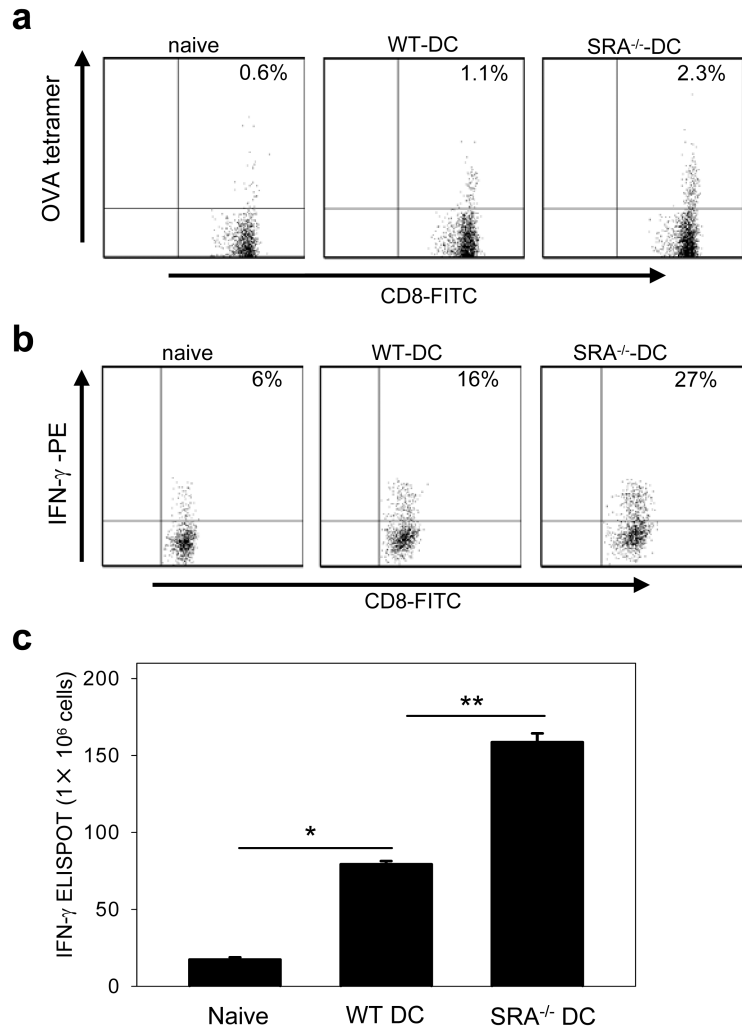 a
naive WT-DC SRA-/--DC
0.6% 1.1% 2.3%
OVA tetramer
CD8-FITC
b
naive WT-DC SRA-/--DC
6% 16% 27%
IFN-γ -PE
CD8-FITC
c
IFN-γ ELISPOT (1× 10⁶ cells)
200
150
100
50
0
*
**
Naive WT DC SRA-/- DC